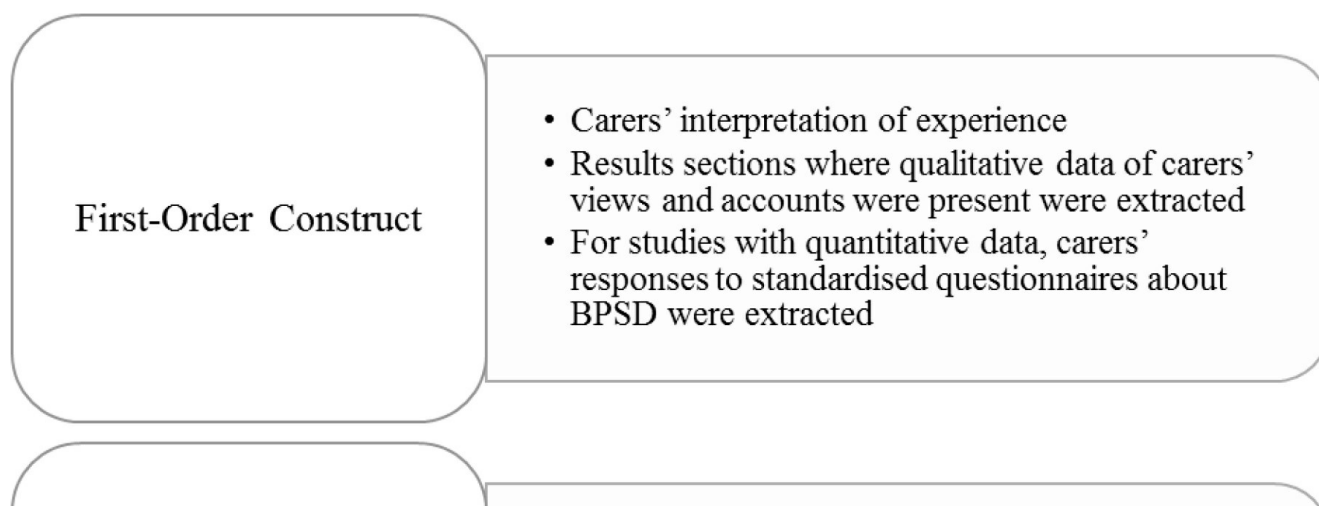 First-Order Construct
• Carers’ interpretation of experience
• Results sections where qualitative data of carers’
views and accounts were present were extracted
• For studies with quantitative data, carers’
responses to standardised questionnaires about
BPSD were extracted